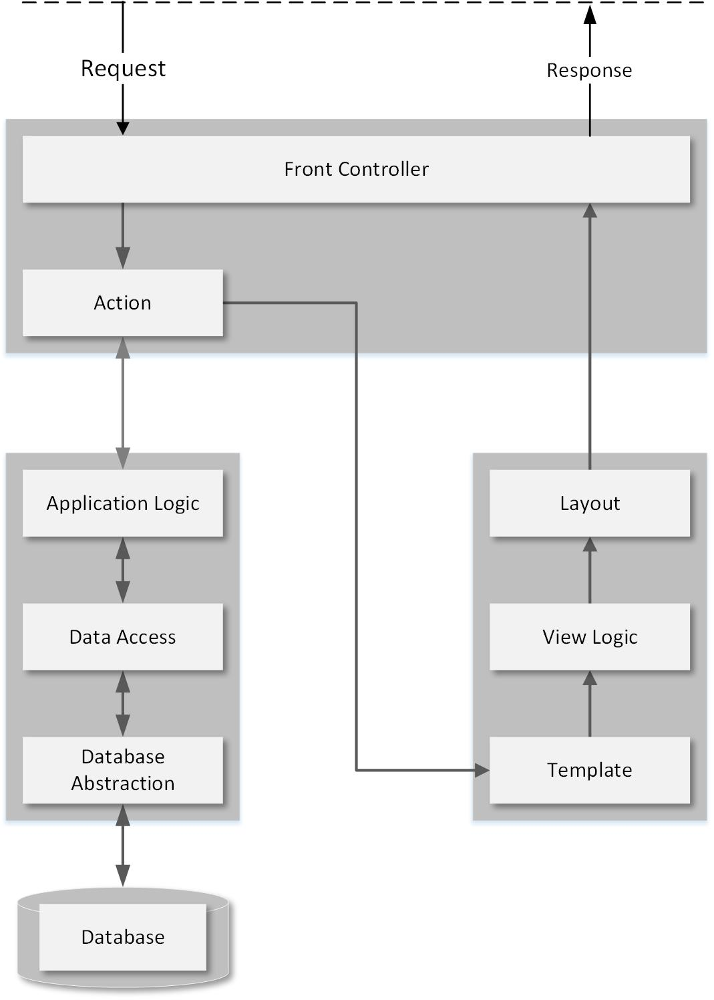 Request
Response
Front Controller
Action
Application Logic
Layout
Data Access
View Logic
Database
Abstraction
Template
Database